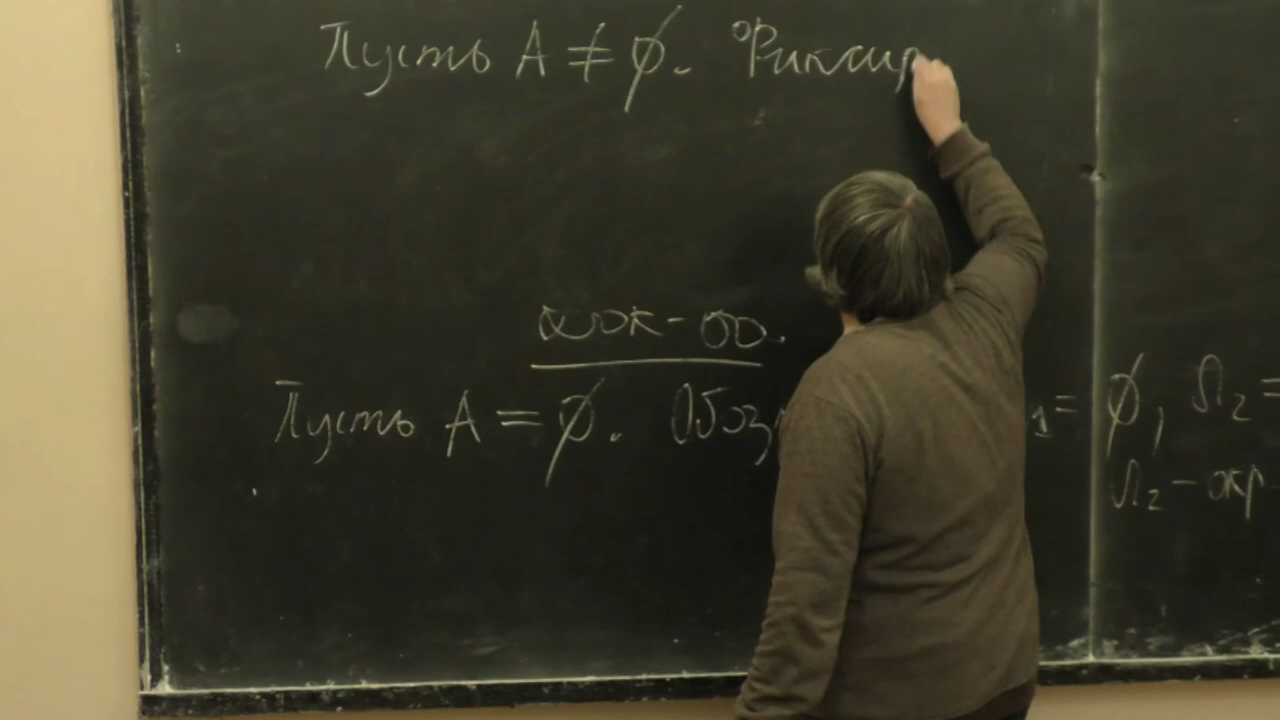 Пусть A ≠ ∅. Фиксир
Док-во.
Пусть A = ∅. Обозн 1 = ∅, Ω₂ =
Ω₂ - окр